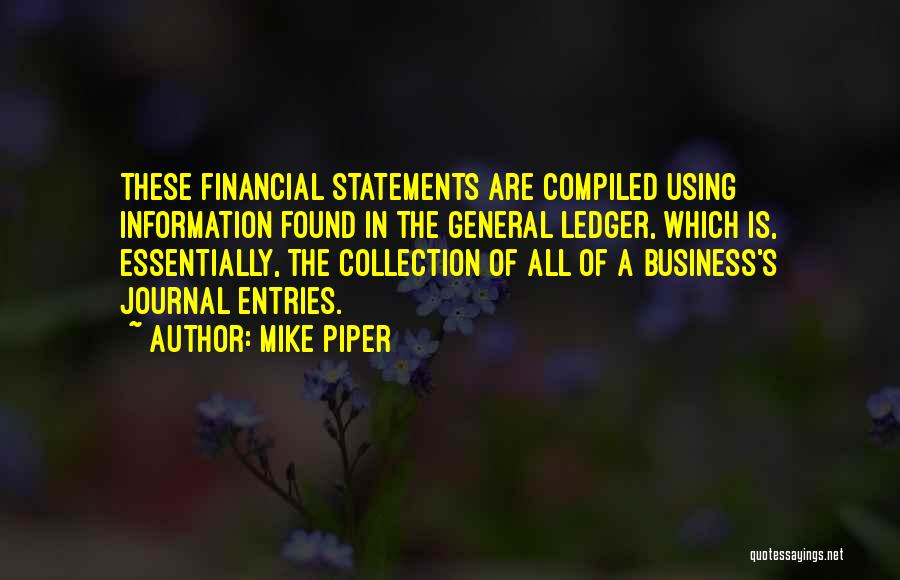 THESE FINANCIAL STATEMENTS ARE COMPILED USING
INFORMATION FOUND IN THE GENERAL LEDGER, WHICH IS,
ESSENTIALLY, THE COLLECTION OF ALL OF A BUSINESS'S
JOURNAL ENTRIES.
~ AUTHOR: MIKE PIPER
quotessayings.net